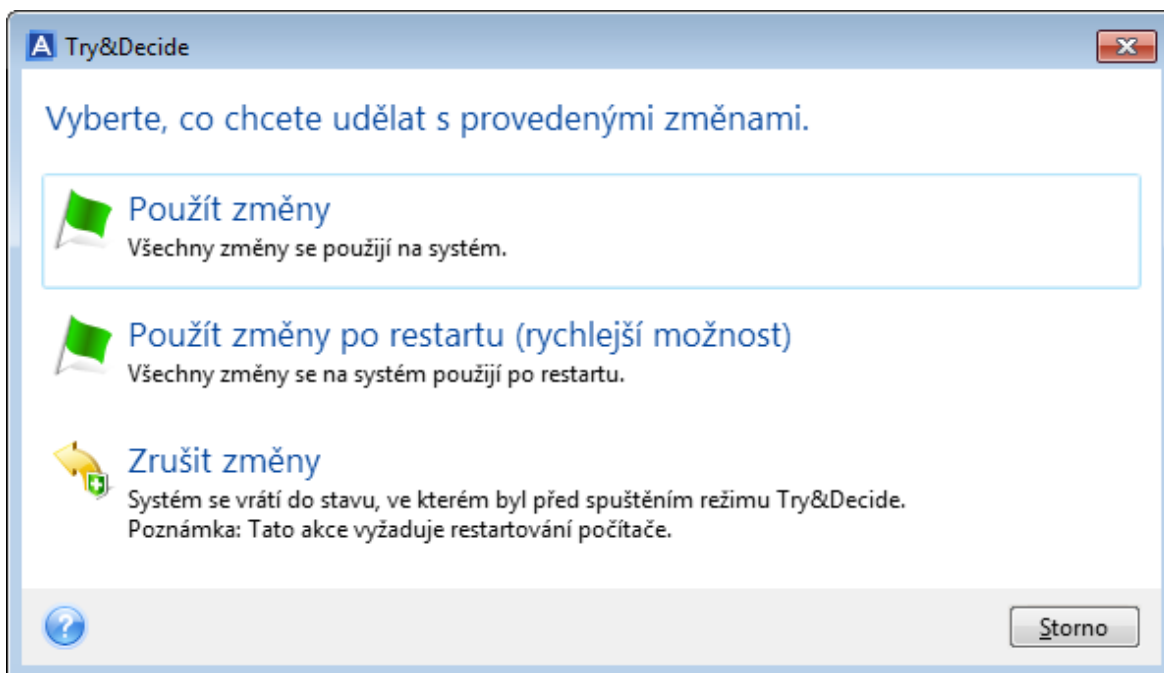 A Try&Decide
Vyberte, co chcete udělat s provedenými změnami.
Použít změny
Všechny změny se použijí na systém.
Použít změny po restartu (rychlejší možnost)
Všechny změny se na systém použijí po restartu.
Zrušit změny
Systém se vrátí do stavu, ve kterém byl před spuštěním režimu Try&Decide.
Poznámka: Tato akce vyžaduje restartování počítače.
? Storno